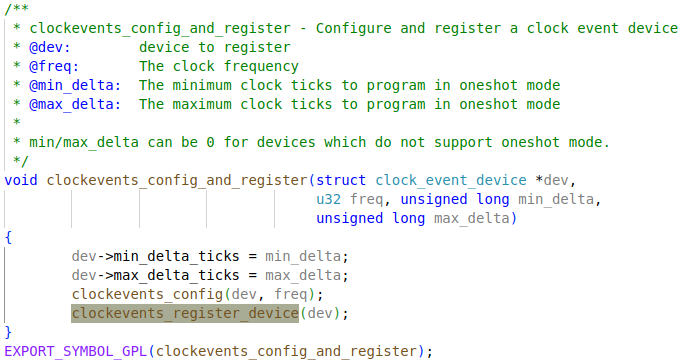 /**
 * clockevents_config_and_register - Configure and register a clock event device
 * @dev:        device to register
 * @freq:       The clock frequency
 * @min_delta:  The minimum clock ticks to program in oneshot mode
 * @max_delta:  The maximum clock ticks to program in oneshot mode
 *
 * min/max_delta can be 0 for devices which do not support oneshot mode.
 */
void clockevents_config_and_register(struct clock_event_device *dev,
                                     u32 freq, unsigned long min_delta,
                                     unsigned long max_delta)
{
        dev->min_delta_ticks = min_delta;
        dev->max_delta_ticks = max_delta;
        clockevents_config(dev, freq);
        clockevents_register_device(dev);
}
EXPORT_SYMBOL_GPL(clockevents_config_and_register);